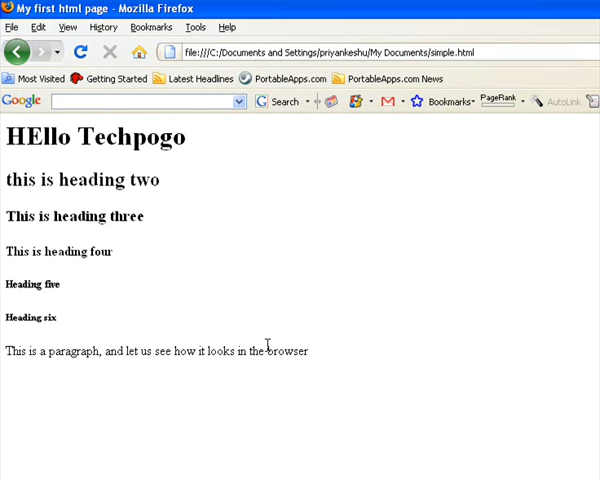 My first html page - Mozilla Firefox
File Edit View History Bookmarks Tools Help
file:///C:/Documents and Settings/priyankeshu/My Documents/simple.html
Most Visited Getting Started Latest Headlines PortableApps.com PortableApps.com News
Google G Search Bookmarks PageRank AutoLink
HEllo Techpogo
this is heading two
This is heading three
This is heading four
Heading five
Heading six
This is a paragraph, and let us see how it looks in the browser